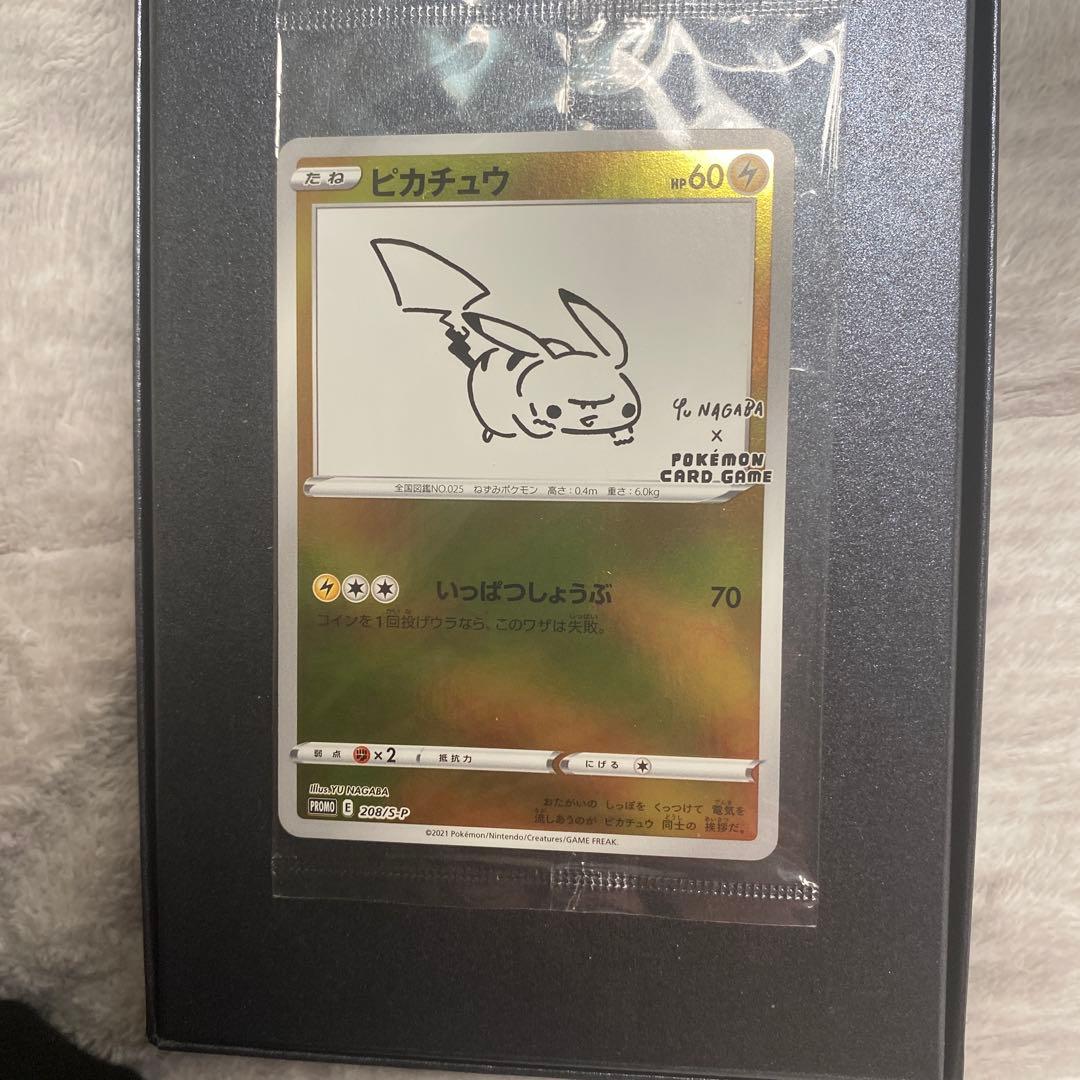 たね ピカチュウ HP60
YU NAGABA
×
POKÉMON
CARD GAME
全国図鑑NO.025 ねずみポケモン 高さ:0.4m 重さ:6.0kg
いっぱつしょうぶ 70
コインを1回投げウラなら、このワザは失敗。
弱点 ×2 抵抗力 にげる
Illus.YU NAGABA
PROMO E 208/S-P
おたがいの しっぽを くっつけて 電気を
流しあうのが ピカチュウ 同士の 挨拶だ。
©2021 Pokémon/Nintendo/Creatures/GAME FREAK.